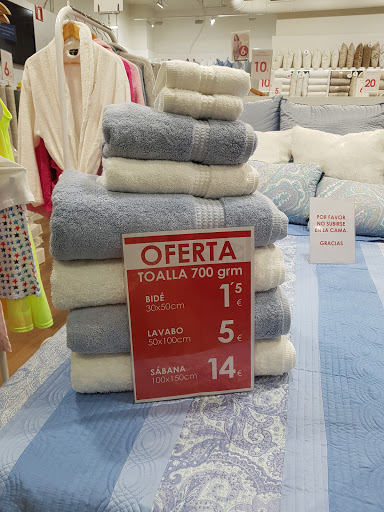 OFERTA
TOALLA 700 grm
BIDÉ
30x50cm
1'5 €
LAVABO
50x100cm
5 €
SÁBANA
100x150cm
14 €
POR FAVOR
NO SUBIRSE
EN LA CAMA
GRACIAS
6
10
20